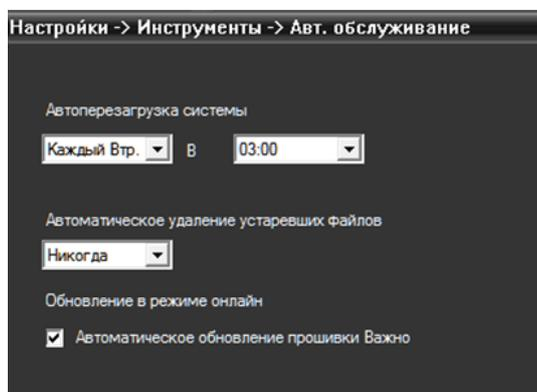 Настройки -> Инструменты -> Авт. обслуживание
Автоперезагрузка системы
Каждый Втр. В 03:00
Автоматическое удаление устаревших файлов
Никогда
Обновление в режиме онлайн
Автоматическое обновление прошивки Важно